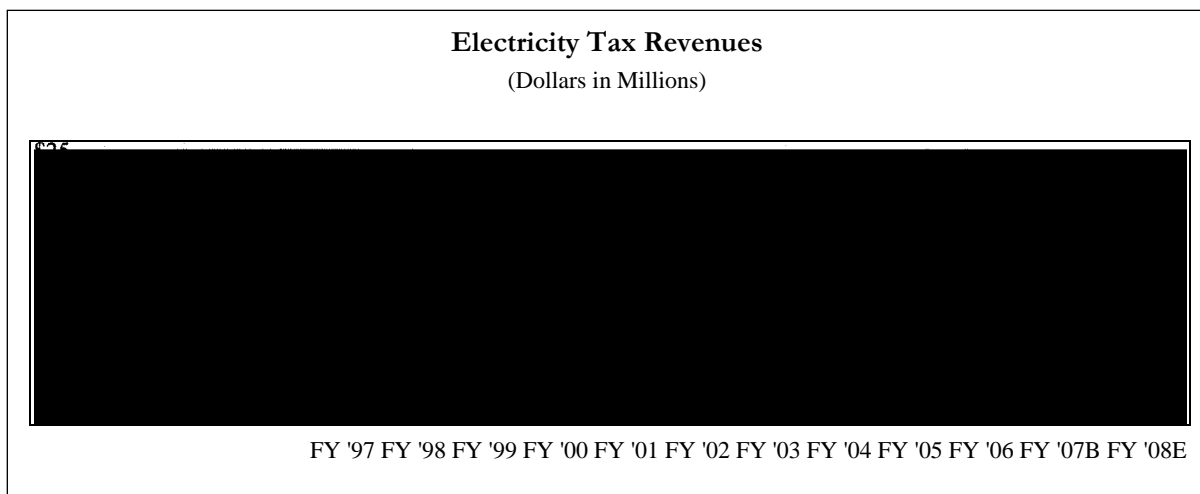 Electricity Tax Revenues
(Dollars in Millions)
$25
FY '97 FY '98 FY '99 FY '00 FY '01 FY '02 FY '03 FY '04 FY '05 FY '06 FY '07B FY '08E